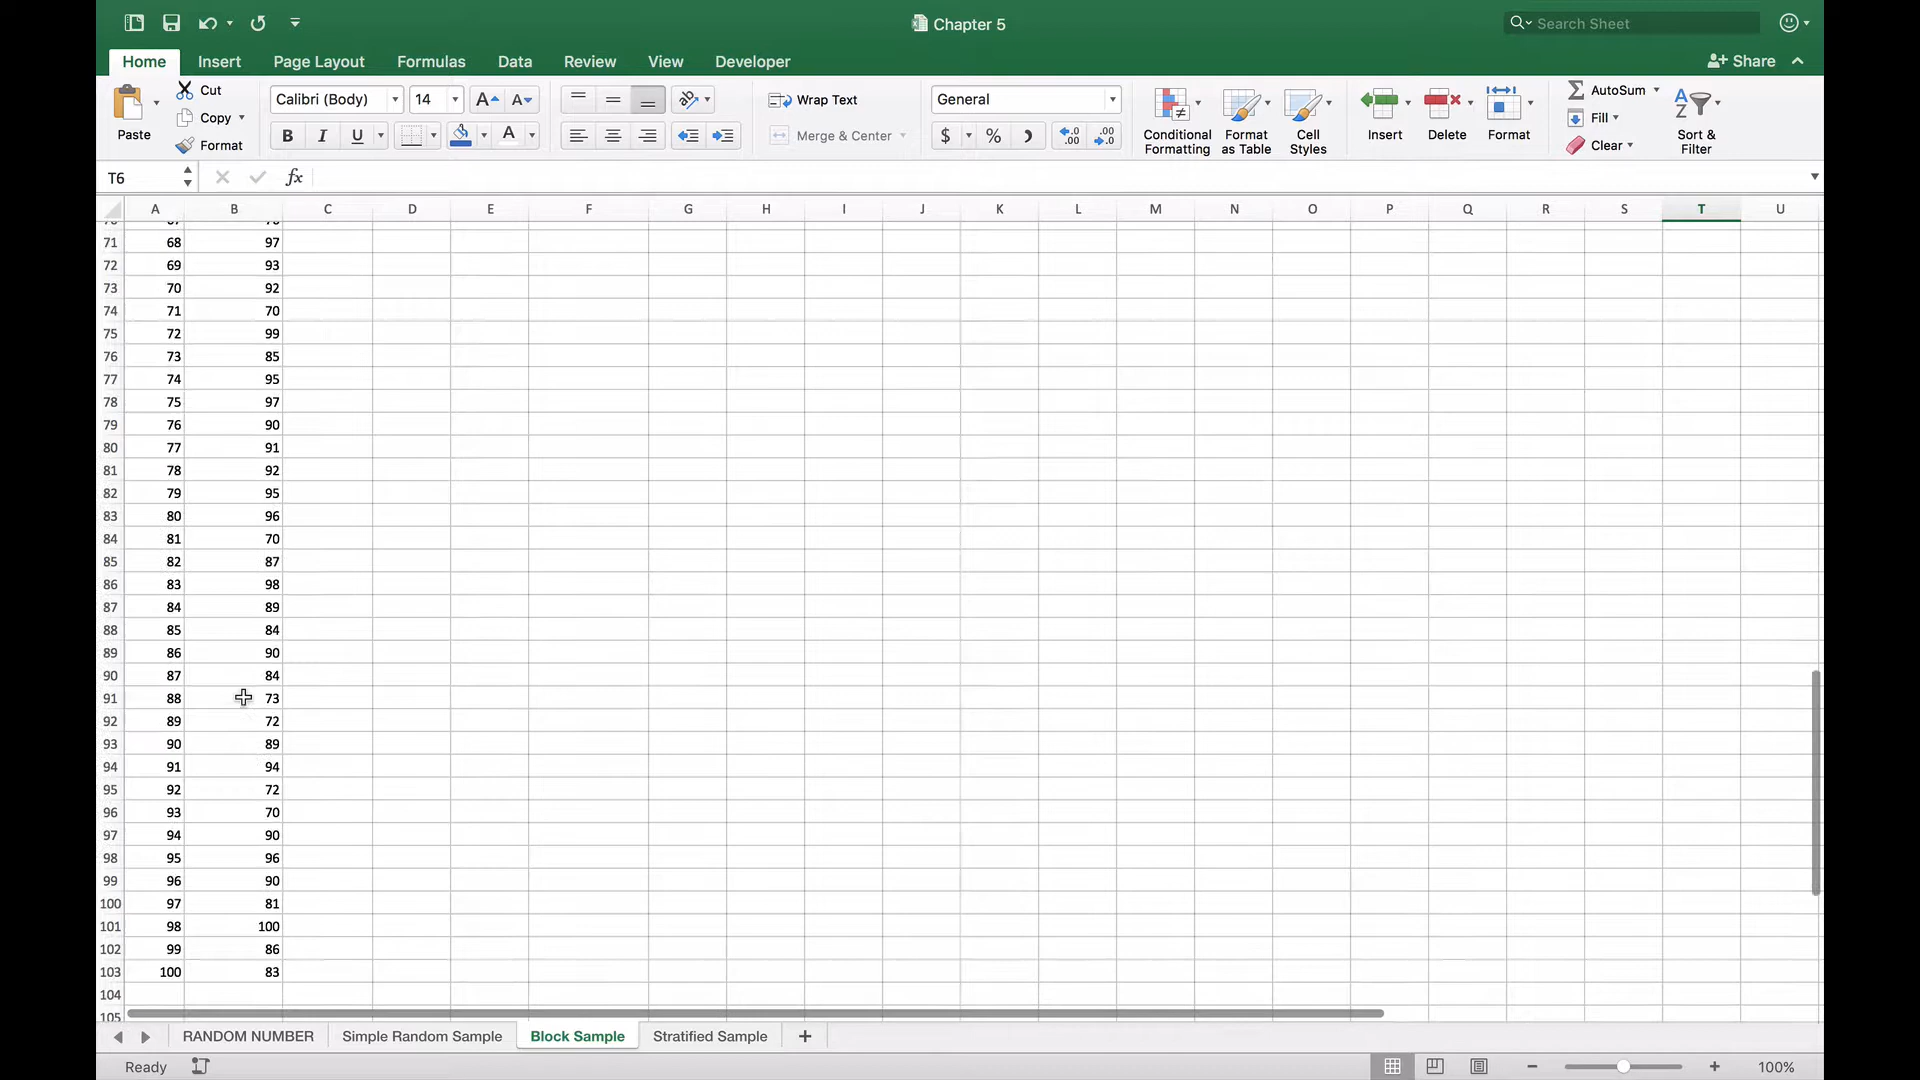 Chapter 5
Search Sheet
Home Insert Page Layout Formulas Data Review View Developer
Share
Paste
Cut
Copy
Format
Calibri (Body) 14
B I U A
Wrap Text
Merge & Center
General
$ %
Conditional Formatting
Format as Table
Cell Styles
Insert
Delete
Format
AutoSum
Fill
Clear
Sort & Filter
T6 fx
A B C D E F G H I J K L M N O P Q R S T U
71 68 97
72 69 93
73 70 92
74 71 70
75 72 99
76 73 85
77 74 95
78 75 97
79 76 90
80 77 91
81 78 92
82 79 95
83 80 96
84 81 70
85 82 87
86 83 98
87 84 89
88 85 84
89 86 90
90 87 84
91 88 73
92 89 72
93 90 89
94 91 94
95 92 72
96 93 70
97 94 90
98 95 96
99 96 90
100 97 81
101 98 100
102 99 86
103 100 83
104
105
RANDOM NUMBER Simple Random Sample Block Sample Stratified Sample +
Ready 100%